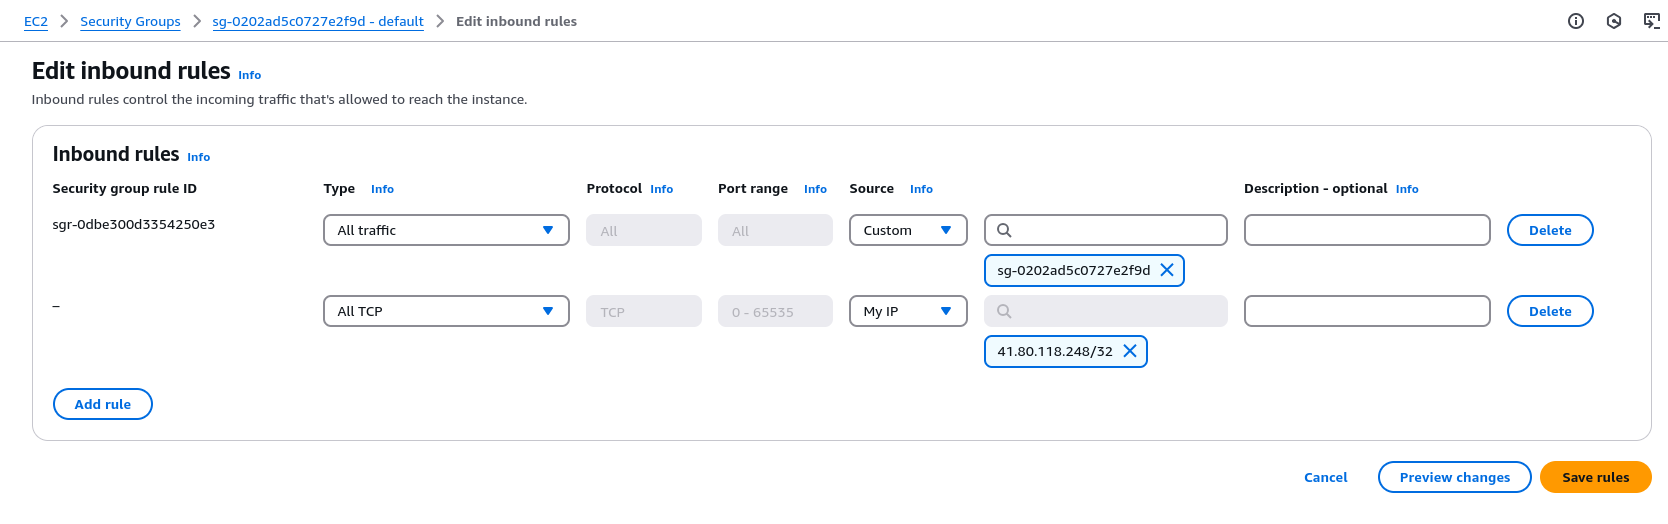 EC2 > Security Groups > sg-0202ad5c0727e2f9d - default > Edit inbound rules
Edit inbound rules Info
Inbound rules control the incoming traffic that's allowed to reach the instance.
Inbound rules Info
Security group rule ID Type Info Protocol Info Port range Info Source Info Description - optional Info
sgr-0dbe300d3354250e3 All traffic All All Custom Delete
sg-0202ad5c0727e2f9d
– All TCP TCP 0 - 65535 My IP Delete
41.80.118.248/32
Add rule
Cancel Preview changes Save rules